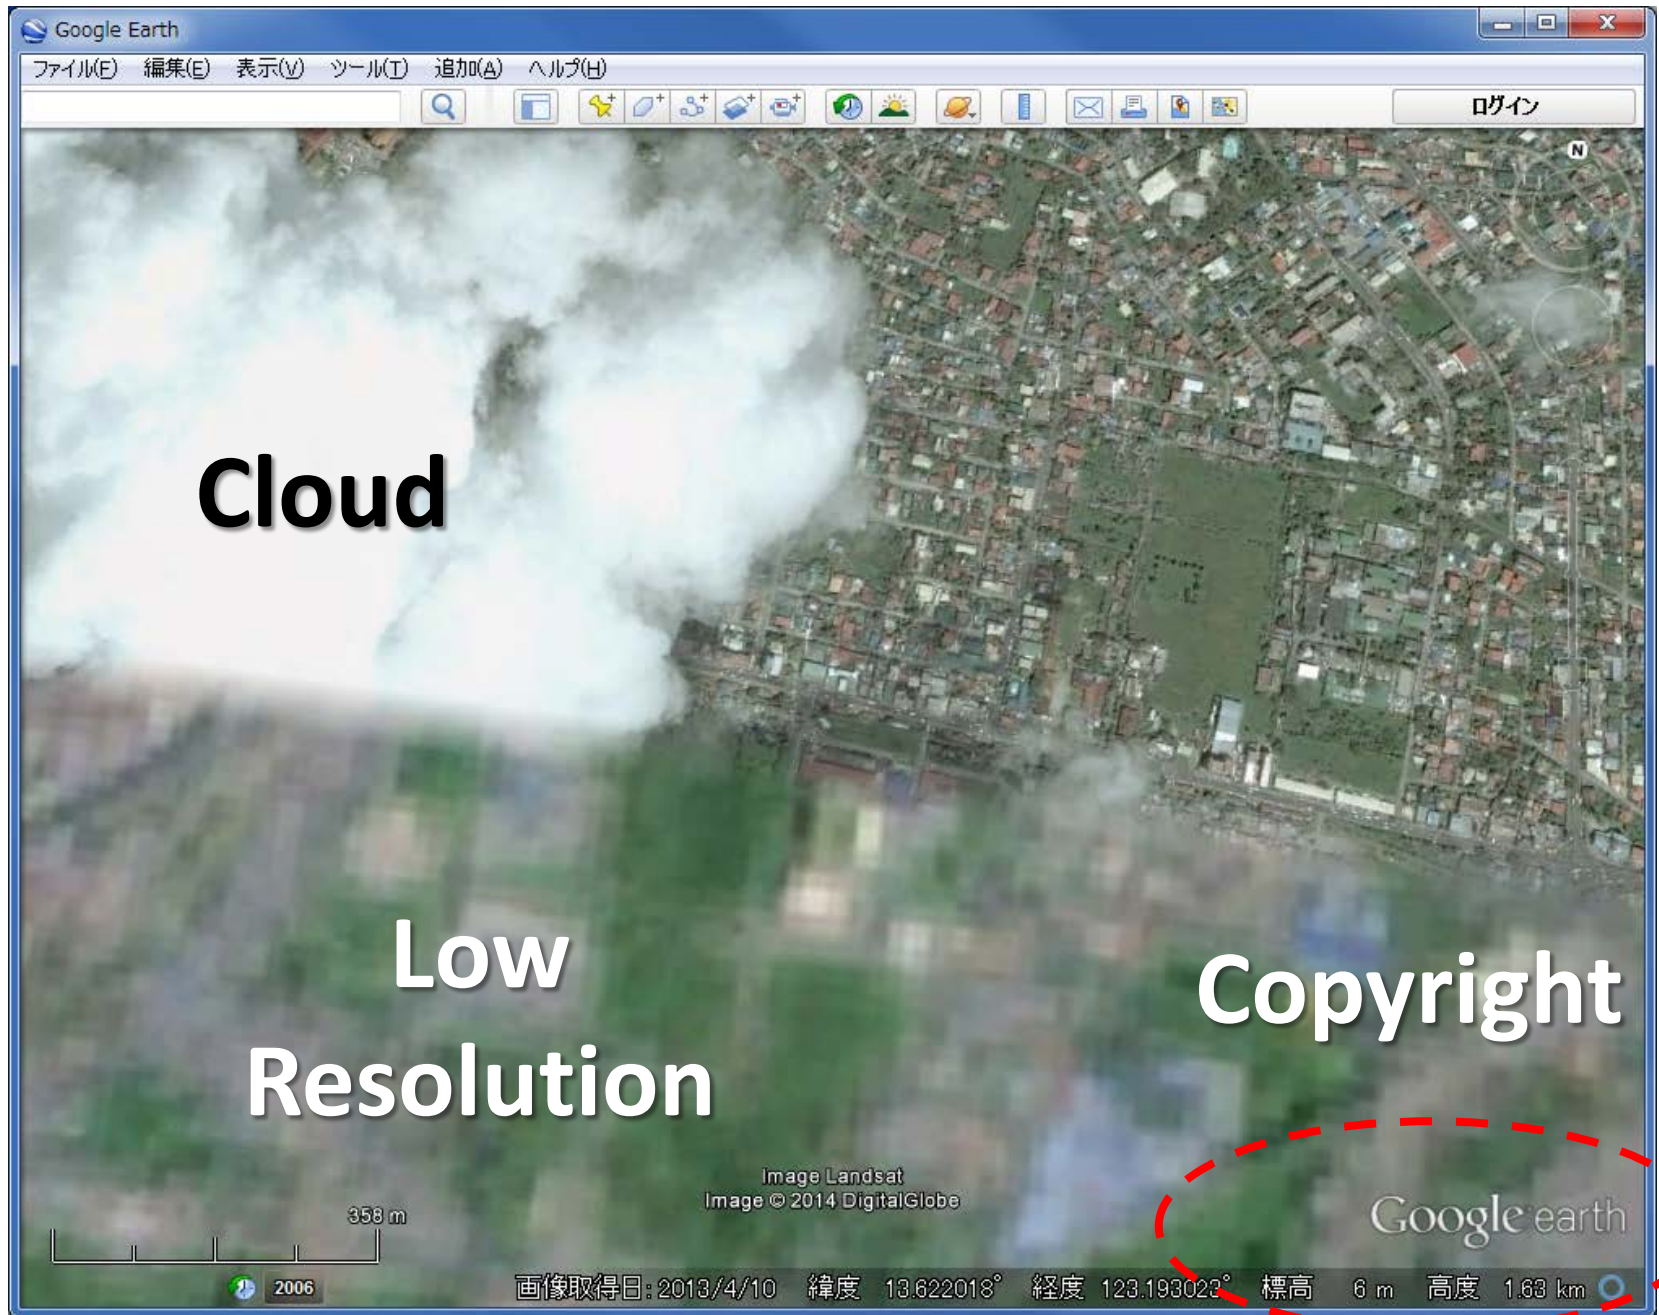 Google Earth
ファイル(F) 編集(E) 表示(V) ツール(T) 追加(A) ヘルプ(H)
ログイン
N
Cloud
Low
Resolution
Copyright
Image Landsat
Image © 2014 DigitalGlobe
358 m
Google earth
2006
画像取得日: 2013/4/10 緯度 13.622018° 経度 123.193023° 標高 6 m 高度 1.63 km